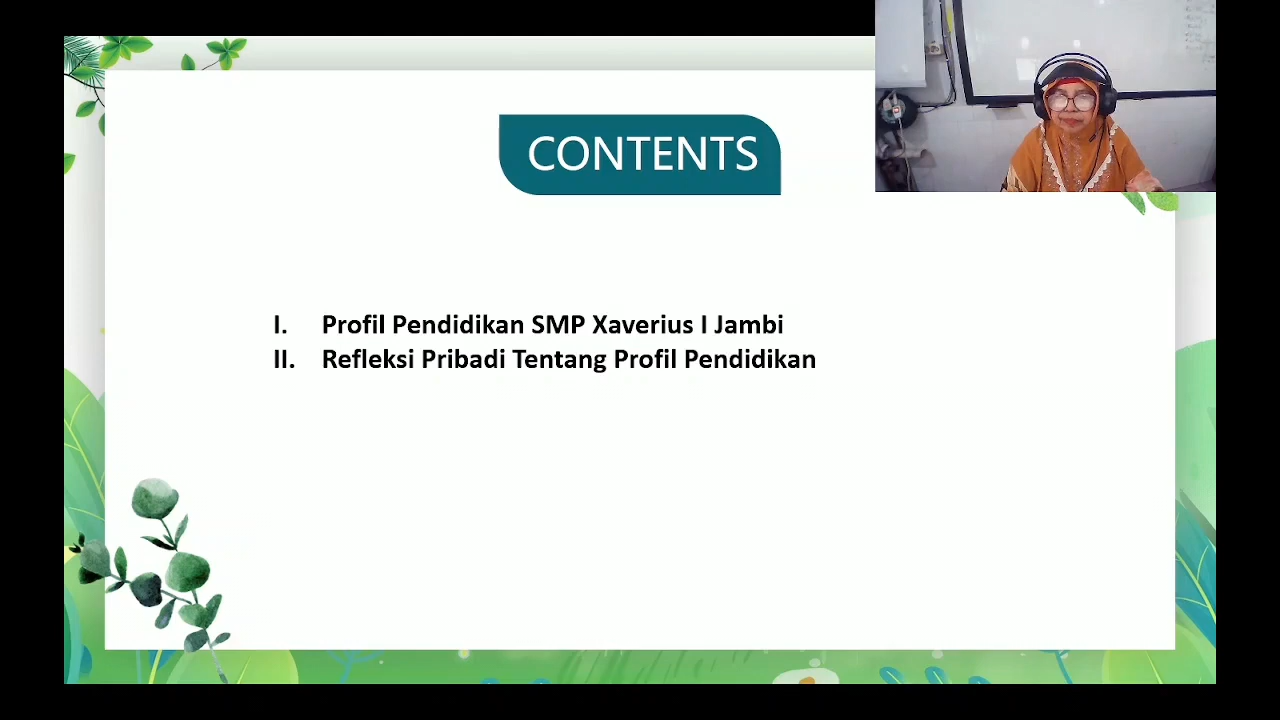 CONTENTS
I. Profil Pendidikan SMP Xaverius I Jambi
II. Refleksi Pribadi Tentang Profil Pendidikan